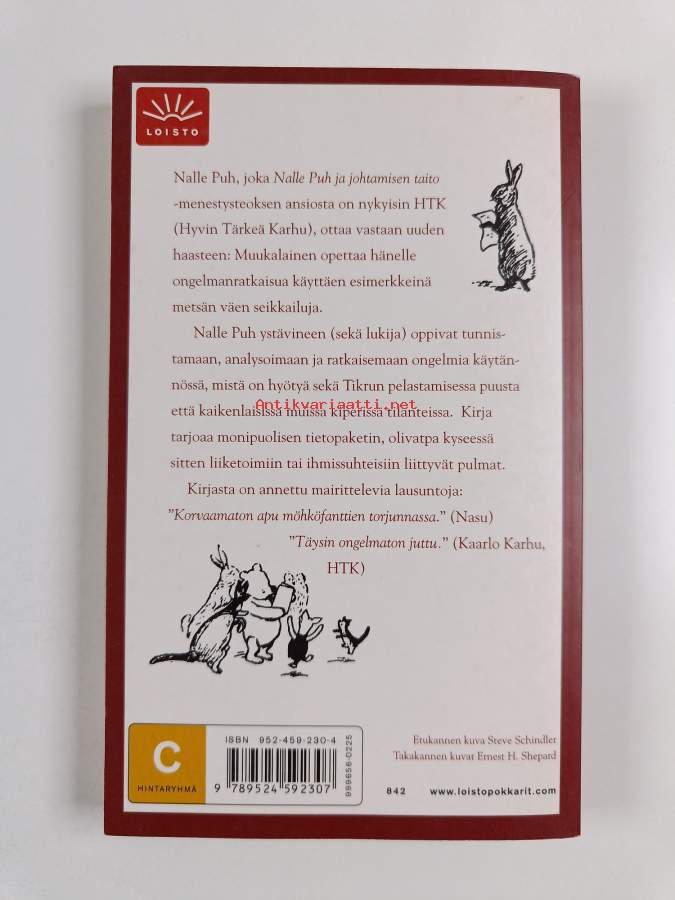 LOISTO
Nalle Puh, joka Nalle Puh ja johtamisen taito
-menestysteoksen ansiosta on nykyisin HTK
(Hyvin Tärkeä Karhu), ottaa vastaan uuden
haasteen: Muukalainen opettaa hänelle
ongelmanratkaisua käyttäen esimerkkeinä
metsän väen seikkailuja.
Nalle Puh ystävineen (sekä lukija) oppivat tunnis-
tamaan, analysoimaan ja ratkaisemaan ongelmia käytän-
nössä, mistä on hyötyä sekä Tikrun pelastamisessa puusta
Antikvariaatti.net
että kaikenlaisissa muissa kiperissä tilanteissa. Kirja
tarjoaa monipuolisen tietopaketin, olivatpa kyseessä
sitten liiketoimiin tai ihmissuhteisiin liittyvät pulmat.
Kirjasta on annettu mairittelevia lausuntoja:
"Korvaamaton apu möhköfanttien torjunnassa." (Nasu)
"Täysin ongelmaton juttu." (Kaarlo Karhu,
HTK)
C
HINTARYHMÄ
ISBN 952-459-230-4
9 789524 592307
999656-0225
Etukannen kuva Steve Schindler
Takakannen kuvat Ernest H. Shepard
842 www.loistopokkarit.com